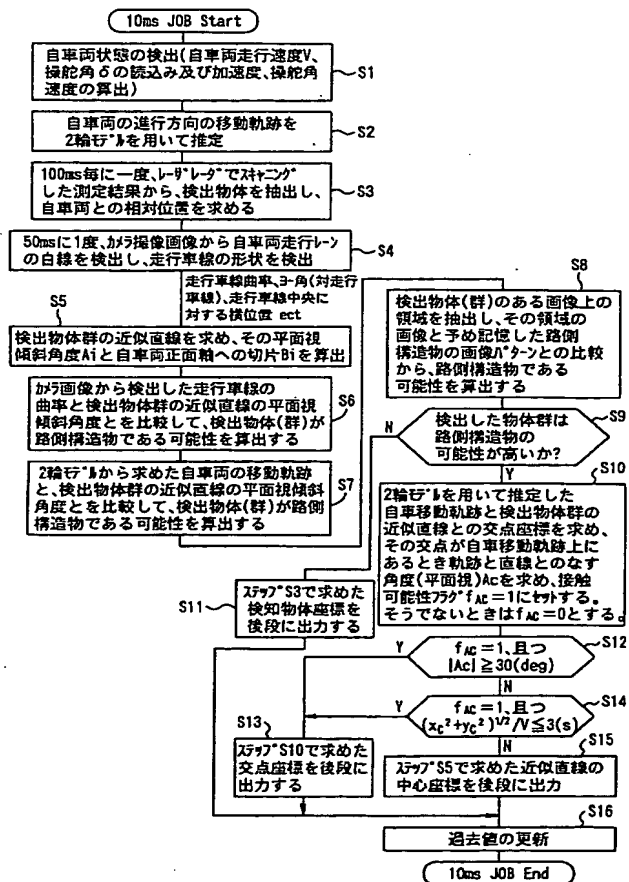 10ms JOB Start
自車両状態の検出(自車両走行速度V、
操舵角δの読込み及び加速度、操舵角
速度の算出)
S1
自車両の進行方向の移動軌跡を
2輪モデルを用いて推定
S2
100ms毎に一度、レーザレーダでスキャニング
した測定結果から、検出物体を抽出し、
自車両との相対位置を求める
S3
50msに1度、カメラ撮像画像から自車両走行レーン
の白線を検出し、走行車線の形状を検出
S4
走行車線曲率、ヨー角(対走行
車線)、走行車線中央に
対する横位置 ect
S5
検出物体群の近似直線を求め、その平面視
傾斜角度Aiと自車両正面軸への切片Biを算出
カメラ画像から検出した走行車線の
曲率と検出物体群の近似直線の平面視
傾斜角度とを比較して、検出物体(群)が
路側構造物である可能性を算出する
S6
2輪モデルから求めた自車両の移動軌跡
と、検出物体群の近似直線の平面視傾斜
角度とを比較して、検出物体(群)が路側
構造物である可能性を算出する
S7
S8
検出物体(群)のある画像上の
領域を抽出し、その領域の
画像と予め記憶した路側
構造物の画像パターンとの比較
から、路側構造物である
可能性を算出する
S9
検出した物体群は
路側構造物の
可能性が高いか?
N
Y
S10
2輪モデルを用いて推定した
自車移動軌跡と検出物体群の
近似直線との交点座標を求め、
その交点が自車移動軌跡上に
あるとき軌跡と直線とのなす
角度(平面視)Acを求め、接触
可能性フラグfAC=1にセットする。
そうでないときはfAC=0とする。
S11
ステップS3で求めた
検知物体座標を
後段に出力する
S12
fAC=1、且つ
|Ac|≧30(deg)
Y
N
S14
fAC=1、且つ
(xC²+yC²)1/2/V≦3(s)
Y
N
S13
ステップS10で求めた
交点座標を後段に
出力する
S15
ステップS5で求めた近似直線の
中心座標を後段に出力
S16
過去値の更新
10ms JOB End